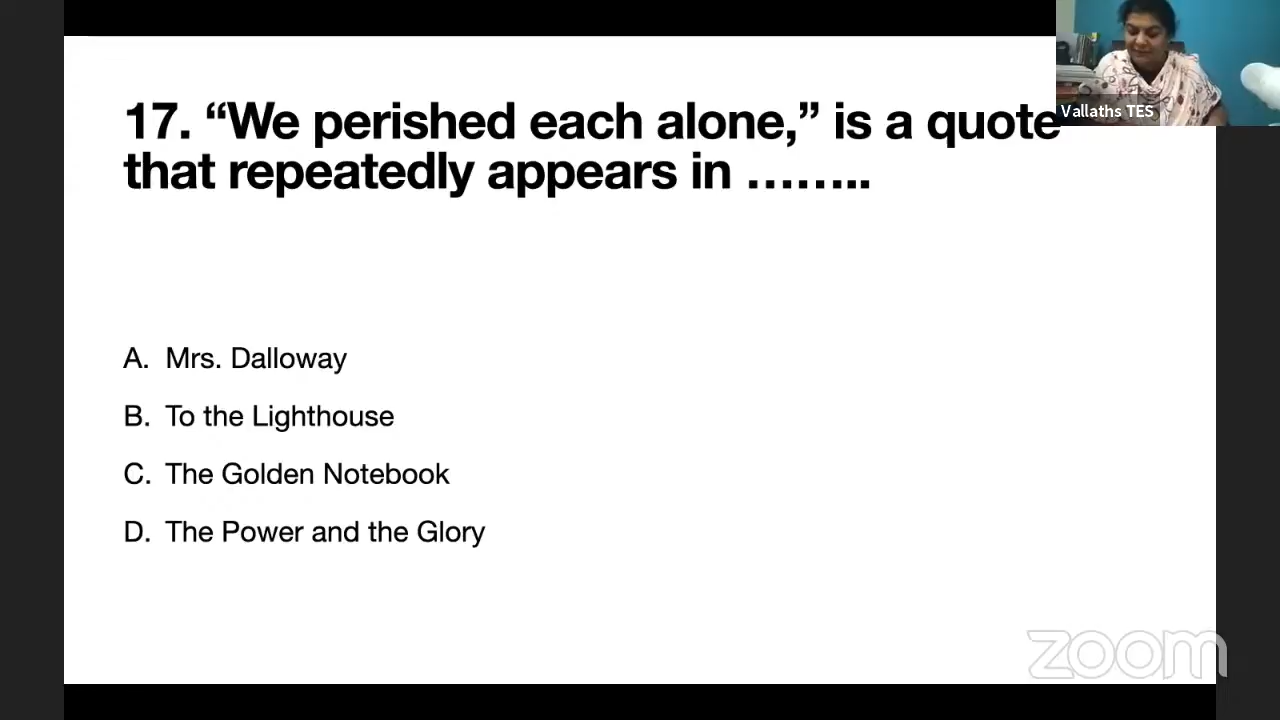 17. “We perished each alone,” is a quote
that repeatedly appears in ……..
Vallaths TES
A. Mrs. Dalloway
B. To the Lighthouse
C. The Golden Notebook
D. The Power and the Glory
zoom